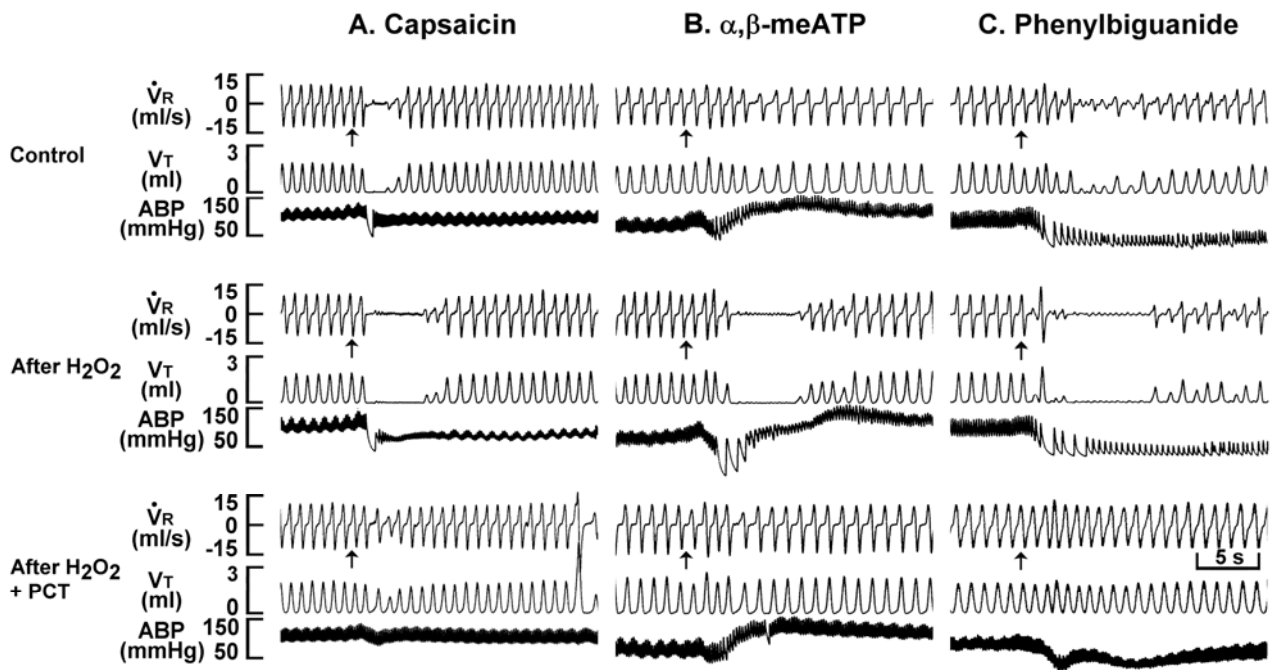 A. Capsaicin B. α,β-meATP C. Phenylbiguanide
V̇R (ml/s) 15 0 -15
Control
VT (ml) 3 0
ABP (mmHg) 150 50
V̇R (ml/s) 15 0 -15
After H2O2
VT (ml) 3 0
ABP (mmHg) 150 50
V̇R (ml/s) 15 0 -15
5 s
After H2O2 + PCT
VT (ml) 3 0
ABP (mmHg) 150 50